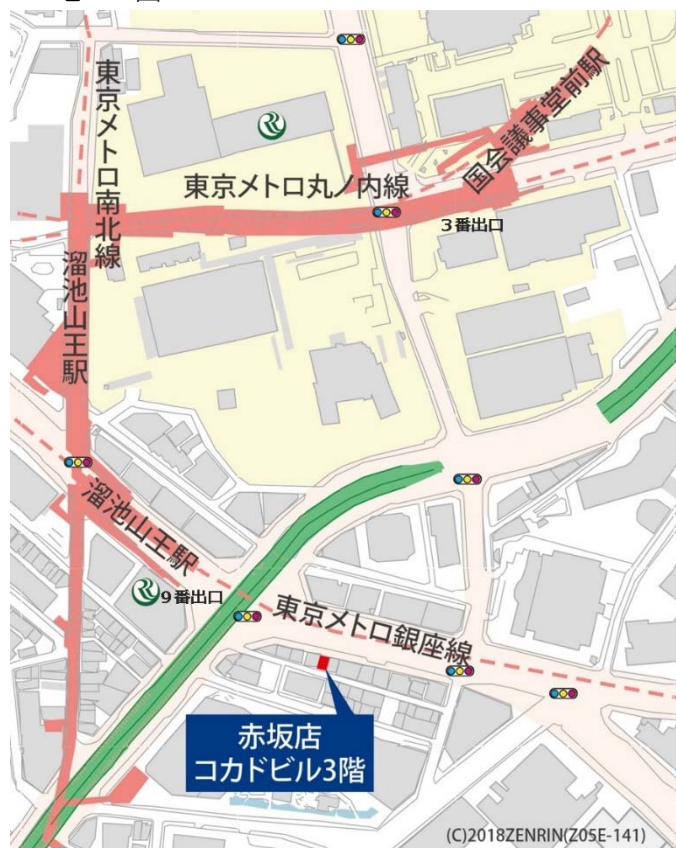 東京メトロ南北線
国会議事堂前駅
東京メトロ丸ノ内線
3番出口
溜池山王駅
溜池山王駅
9番出口
東京メトロ銀座線
赤坂店
コカドビル3階
(C)2018ZENRIN(Z05E-141)